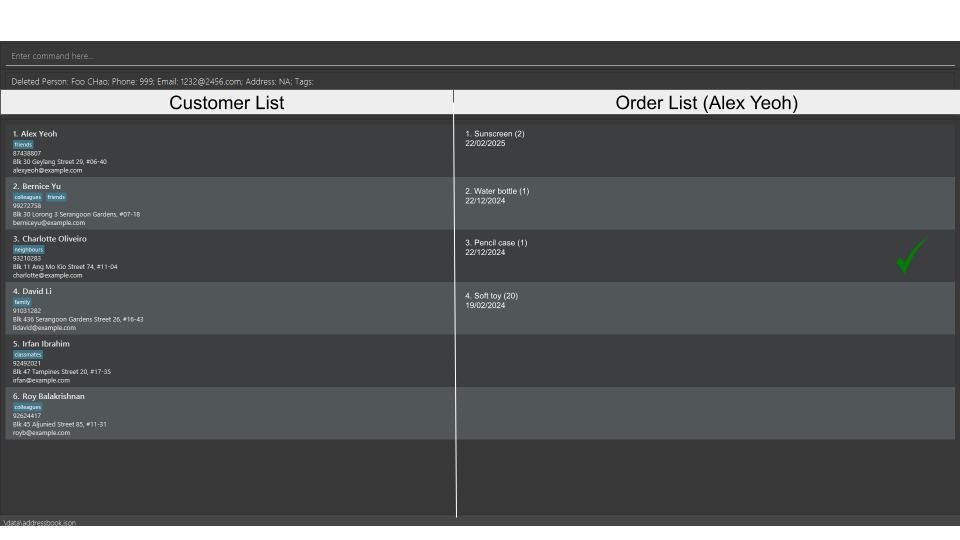 Enter command here...
Deleted Person: Foo CHao; Phone: 999; Email: 1232@2456.com; Address: NA; Tags:
Customer List
Order List (Alex Yeoh)
1. Alex Yeoh
friends
87438807
Blk 30 Geylang Street 29, #06-40
alexyeoh@example.com
2. Bernice Yu
colleagues friends
99272758
Blk 30 Lorong 3 Serangoon Gardens, #07-18
berniceyu@example.com
3. Charlotte Oliveiro
neighbours
93210283
Blk 11 Ang Mo Kio Street 74, #11-04
charlotte@example.com
4. David Li
family
91031282
Blk 436 Serangoon Gardens Street 26, #16-43
lidavid@example.com
5. Irfan Ibrahim
classmates
92492021
Blk 47 Tampines Street 20, #17-35
irfan@example.com
6. Roy Balakrishnan
colleagues
92624417
Blk 45 Aljunied Street 85, #11-31
royb@example.com
1. Sunscreen (2)
22/02/2025
2. Water bottle (1)
22/12/2024
3. Pencil case (1)
22/12/2024
4. Soft toy (20)
19/02/2024
.\data\addressbook.json